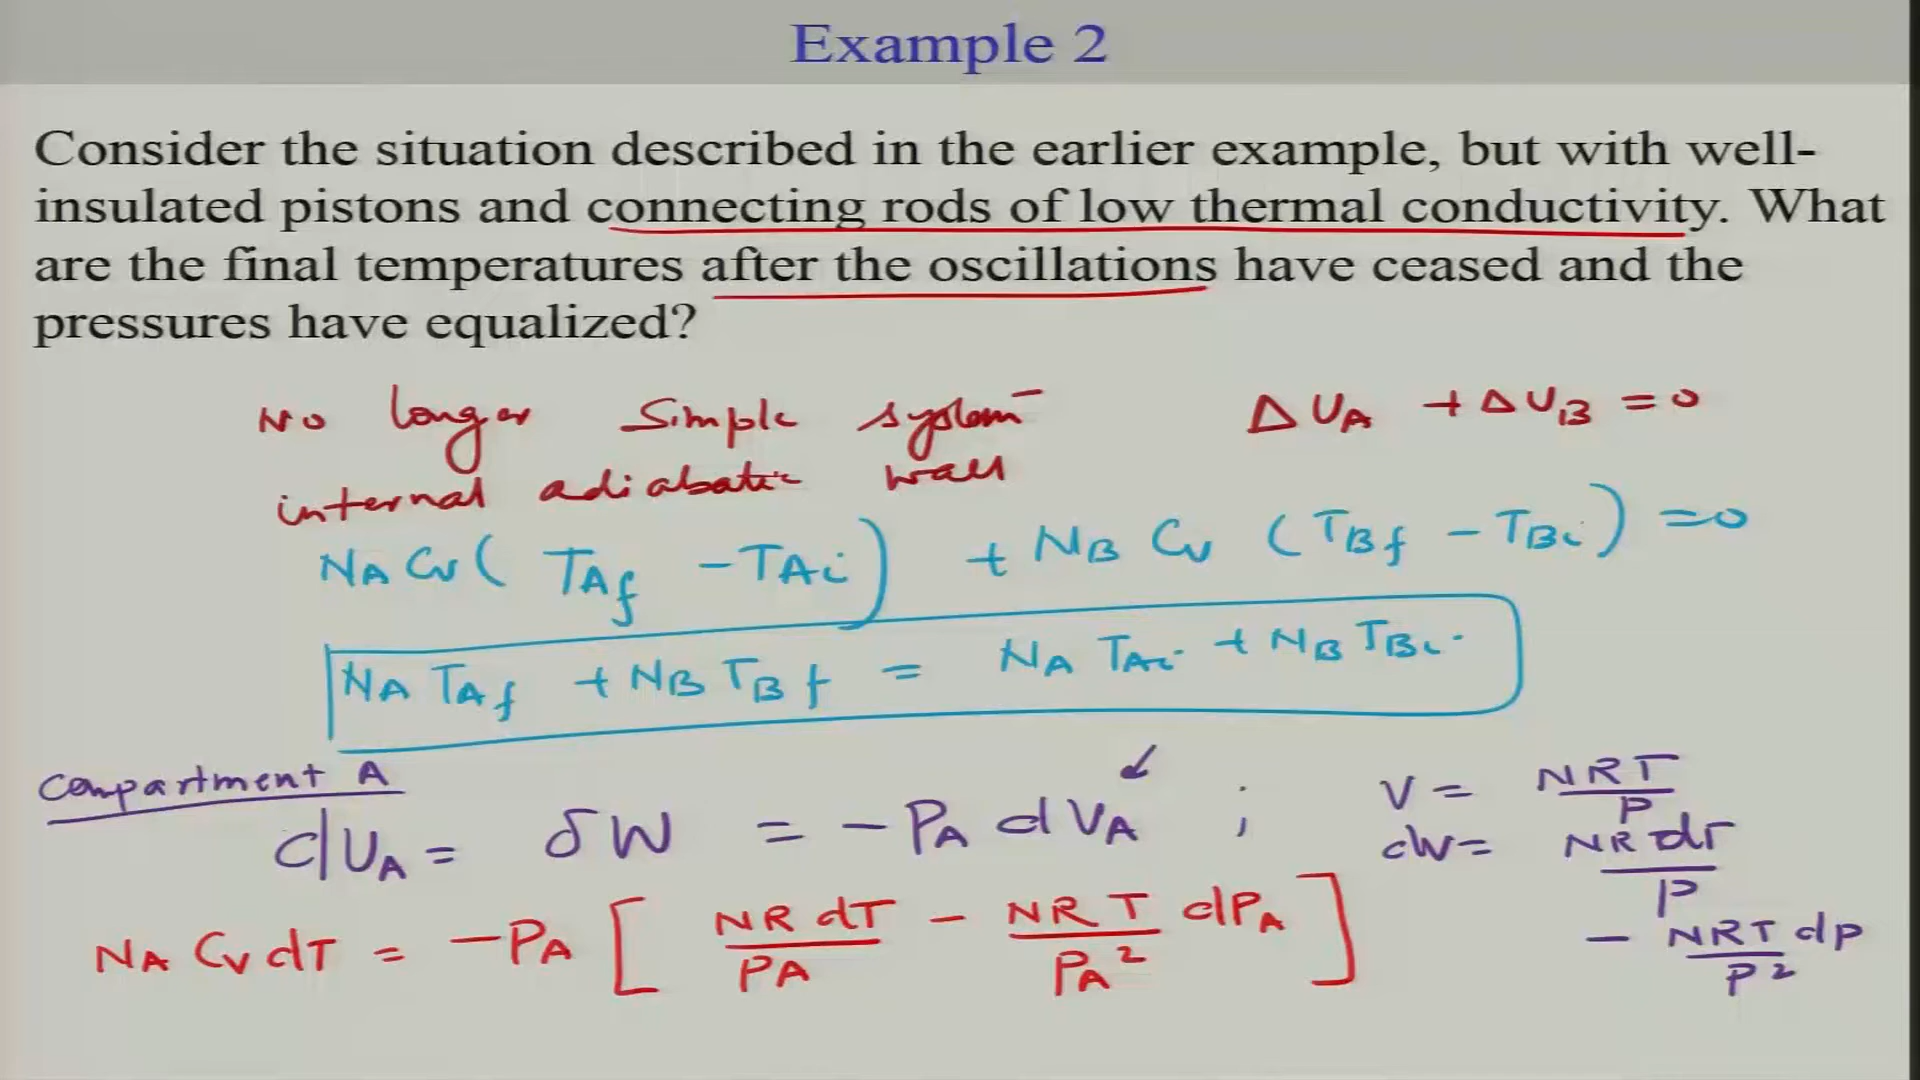 Example 2
Consider the situation described in the earlier example, but with well-
insulated pistons and connecting rods of low thermal conductivity. What
are the final temperatures after the oscillations have ceased and the
pressures have equalized?
No longer Simple system
internal adiabatic wall
ΔU_A + ΔU_B = 0
N_A C_v ( T_Af − T_Ai ) + N_B C_v ( T_Bf − T_Bi ) = 0
N_A T_Af + N_B T_Bf = N_A T_Ai + N_B T_Bi
Compartment A
dU_A = δW = − P_A dV_A ;
V = NRT / P
dV = NR dT / P
− NRT / P² dP
N_A C_v dT = − P_A [ NR dT / P_A − NRT / P_A² dP_A ]